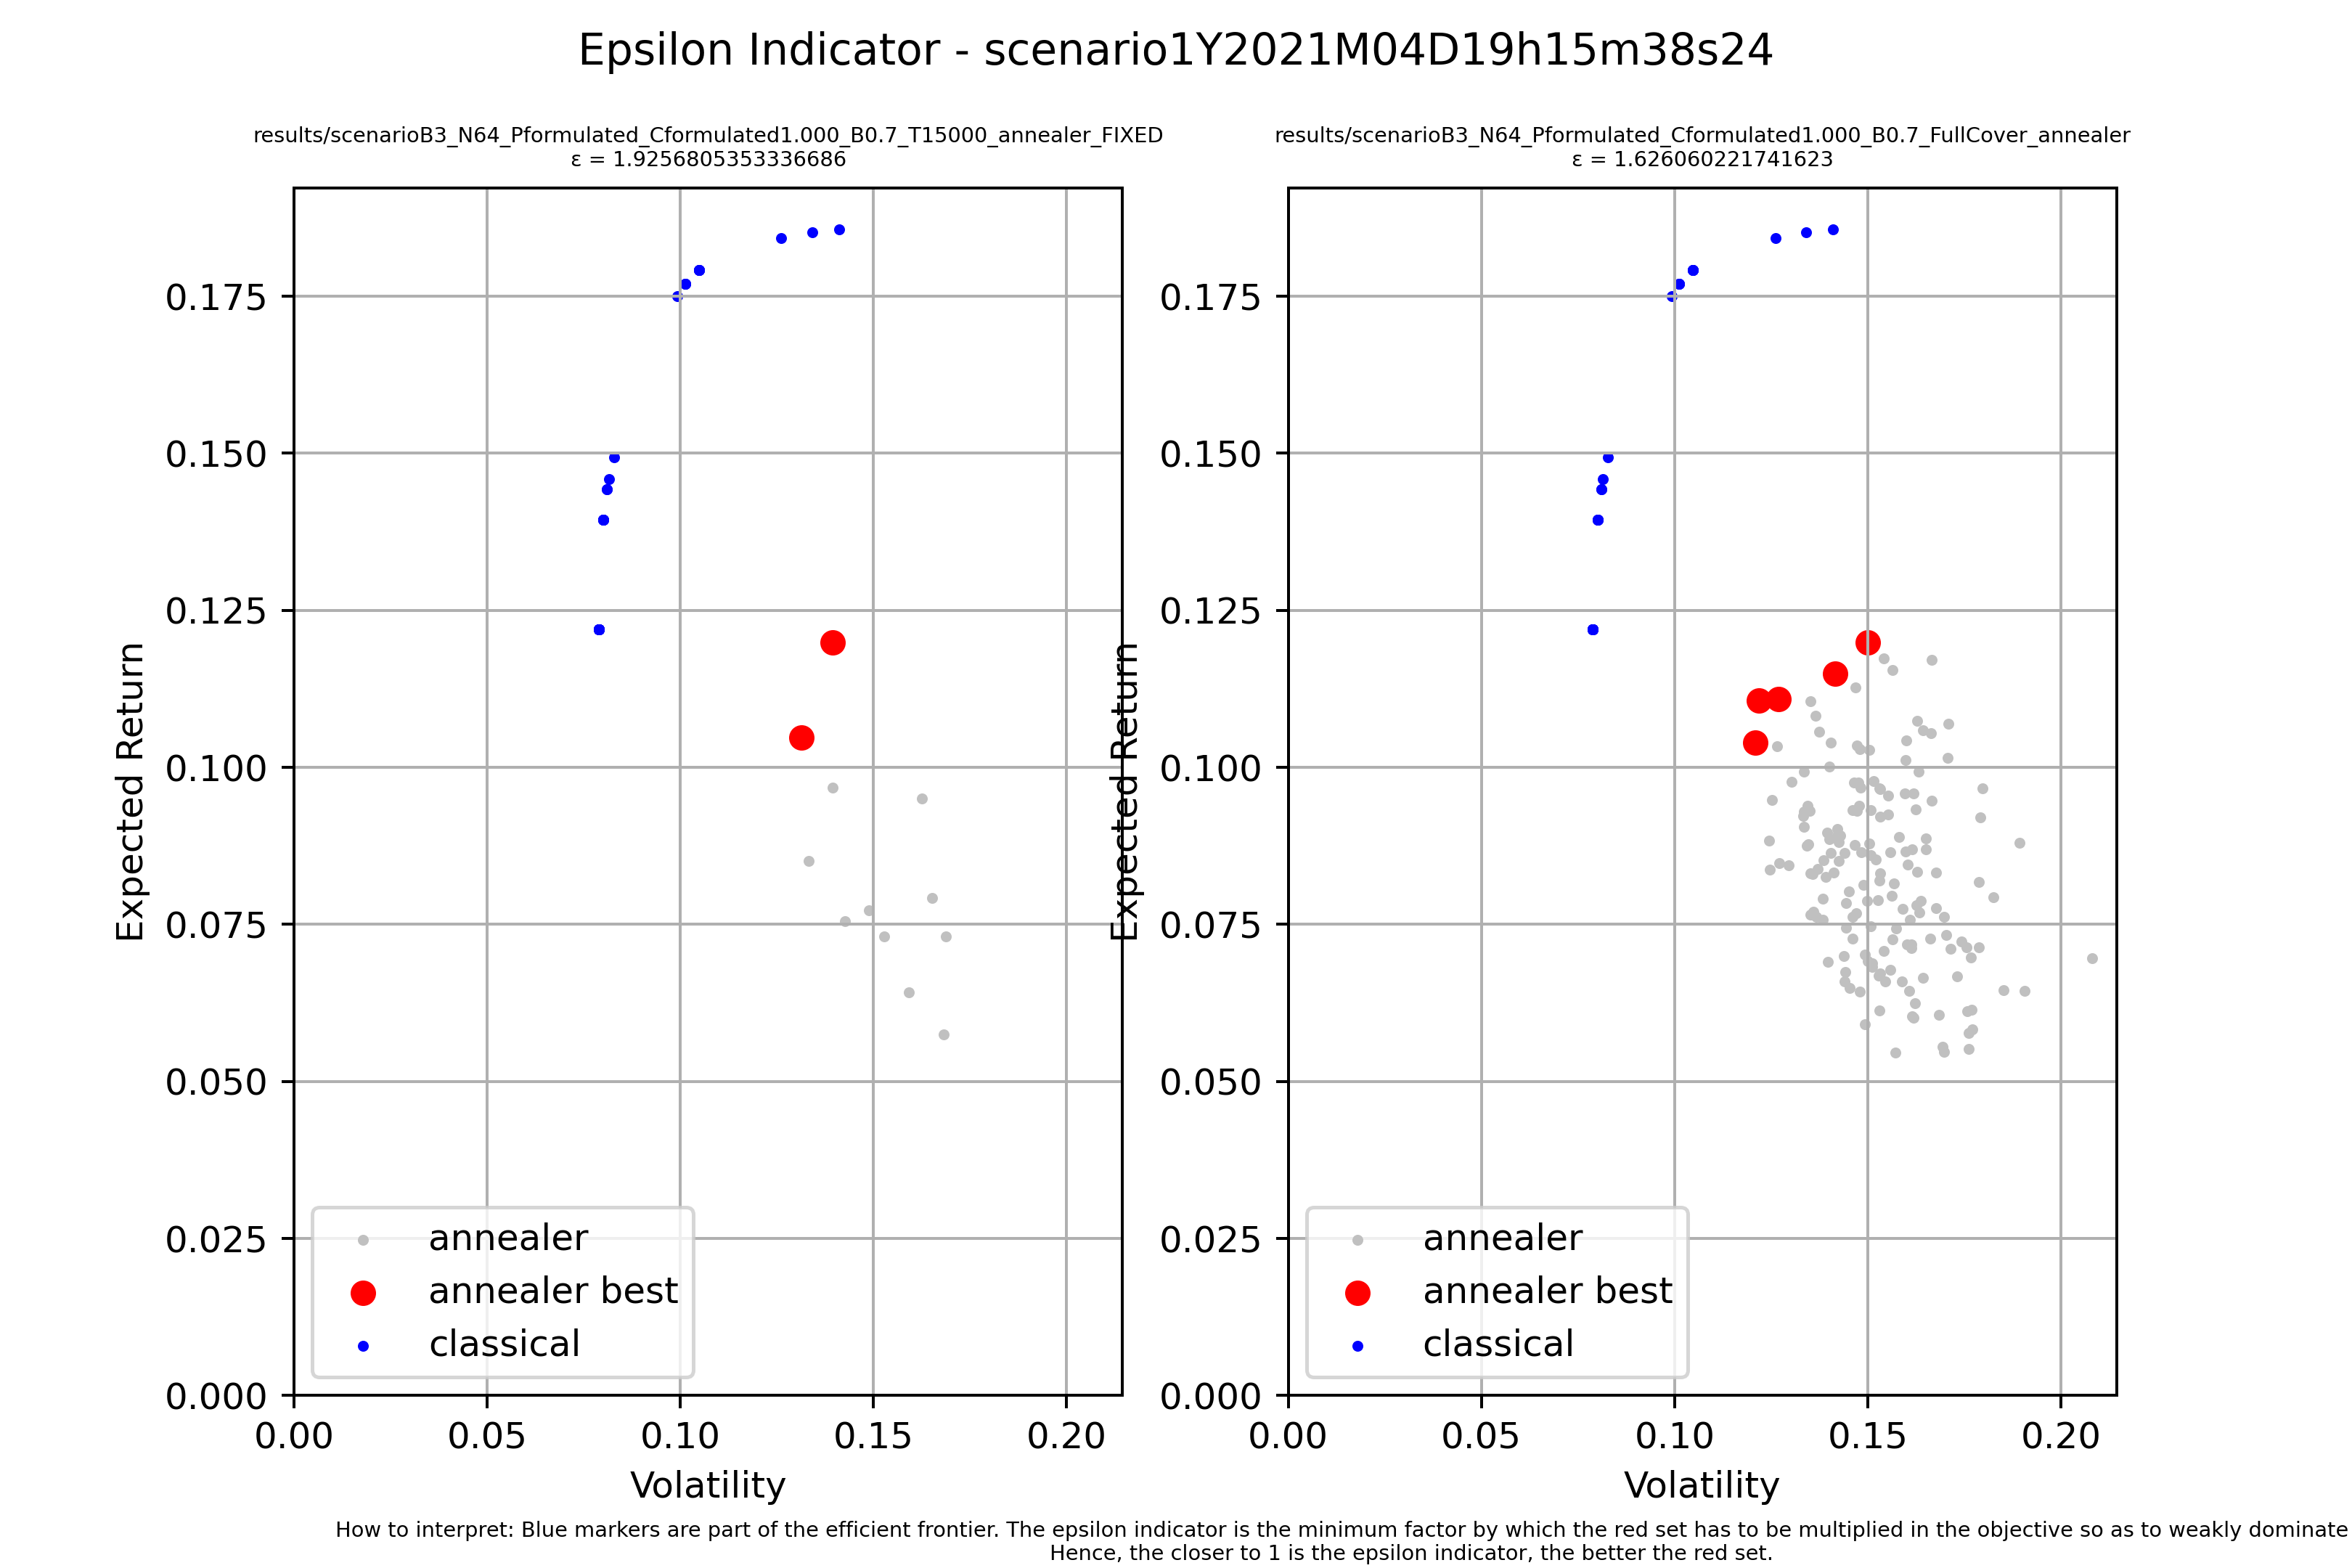 Epsilon Indicator - scenario1Y2021M04D19h15m38s24
results/scenarioB3_N64_Pformulated_Cformulated1.000_B0.7_T15000_annealer_FIXED
ε = 1.9256805353336686
results/scenarioB3_N64_Pformulated_Cformulated1.000_B0.7_FullCover_annealer
ε = 1.626060221741623
Expected Return
0.175
0.150
0.125
0.100
0.075
0.050
0.025
0.000
annealer
annealer best
classical
0.00 0.05 0.10 0.15 0.20
Volatility
Expected Return
0.175
0.150
0.125
0.100
0.075
0.050
0.025
0.000
annealer
annealer best
classical
0.00 0.05 0.10 0.15 0.20
Volatility
How to interpret: Blue markers are part of the efficient frontier. The epsilon indicator is the minimum factor by which the red set has to be multiplied in the objective so as to weakly dominate
Hence, the closer to 1 is the epsilon indicator, the better the red set.